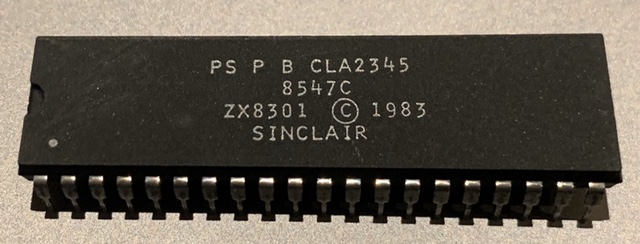 PS P B CLA2345
8547C
ZX8301 © 1983
SINCLAIR